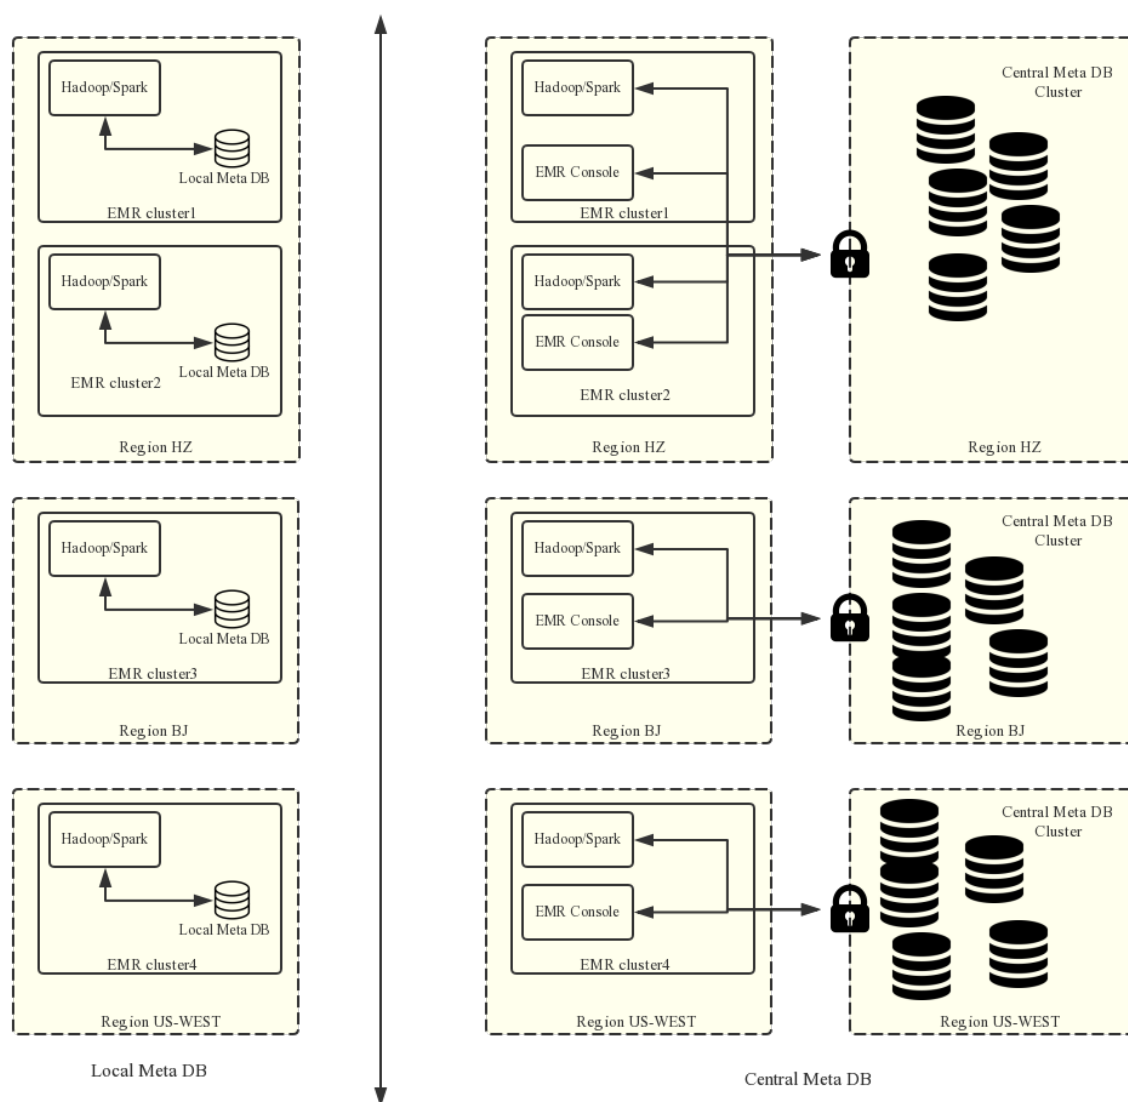 Hadoop/Spark
Local Meta DB
EMR cluster1
Hadoop/Spark
Local Meta DB
EMR cluster2
Region HZ
Hadoop/Spark
Local Meta DB
EMR cluster3
Region BJ
Hadoop/Spark
Local Meta DB
EMR cluster4
Region US-WEST
Local Meta DB
Hadoop/Spark
EMR Console
EMR cluster1
Hadoop/Spark
EMR Console
EMR cluster2
Region HZ
Central Meta DB
Cluster
Region HZ
Hadoop/Spark
EMR Console
EMR cluster3
Region BJ
Central Meta DB
Cluster
Region BJ
Hadoop/Spark
EMR Console
EMR cluster4
Region US-WEST
Central Meta DB
Cluster
Region US-WEST
Central Meta DB